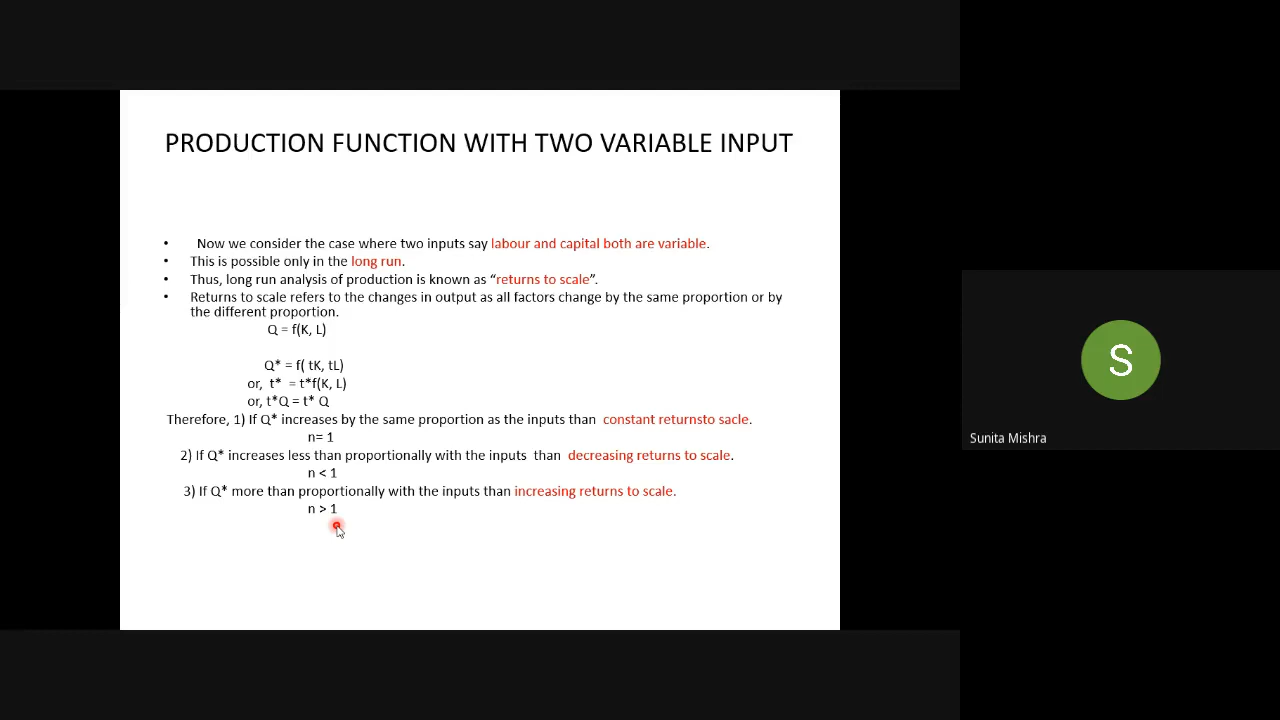 PRODUCTION FUNCTION WITH TWO VARIABLE INPUT
• Now we consider the case where two inputs say labour and capital both are variable.
• This is possible only in the long run.
• Thus, long run analysis of production is known as “returns to scale”.
• Returns to scale refers to the changes in output as all factors change by the same proportion or by
the different proportion.
Q = f(K, L)
Q* = f( tK, tL)
or, t* = t*f(K, L)
or, t*Q = t* Q
Therefore, 1) If Q* increases by the same proportion as the inputs than constant returnsto sacle.
n= 1
2) If Q* increases less than proportionally with the inputs than decreasing returns to scale.
n < 1
3) If Q* more than proportionally with the inputs than increasing returns to scale.
n > 1
S
Sunita Mishra